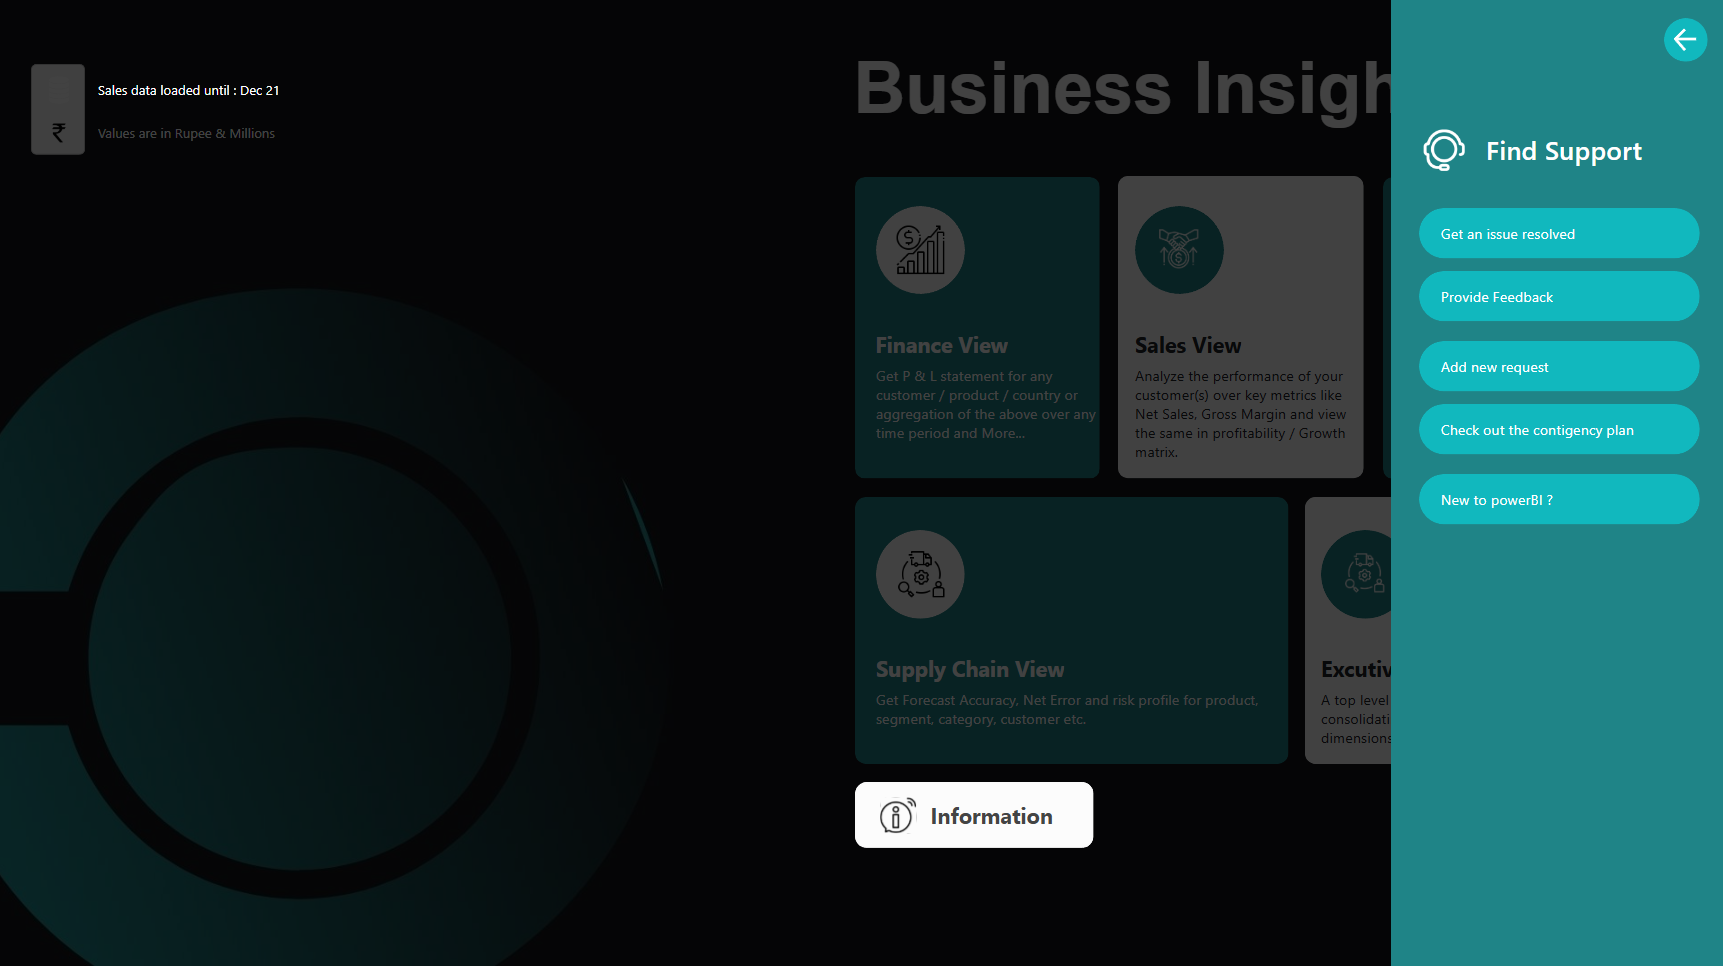 Sales data loaded until : Dec 21
₹
Values are in Rupee & Millions
Business Insigh
Finance View
Get P & L statement for any
customer / product / country or
aggregation of the above over any
time period and More...
Sales View
Analyze the performance of your
customer(s) over key metrics like
Net Sales, Gross Margin and view
the same in profitability / Growth
matrix.
Supply Chain View
Get Forecast Accuracy, Net Error and risk profile for product,
segment, category, customer etc.
Excutiv
A top level
consolidati
dimensions
Information
Find Support
Get an issue resolved
Provide Feedback
Add new request
Check out the contigency plan
New to powerBI ?